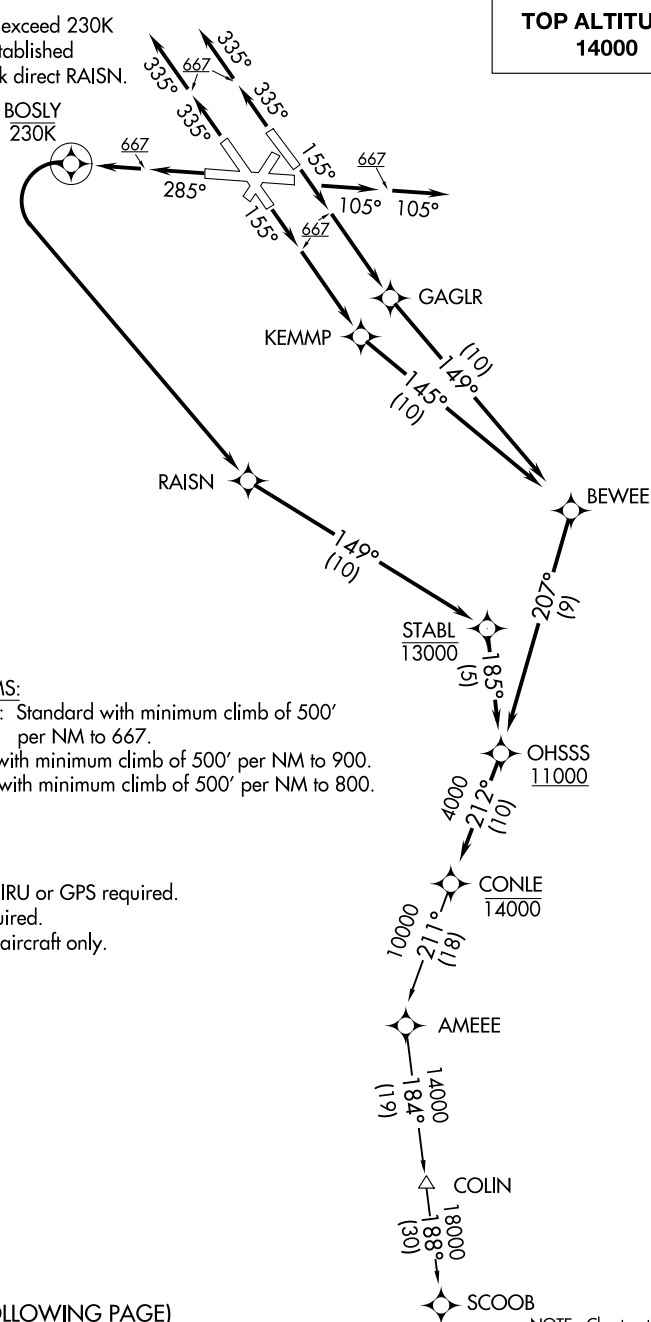 exceed 230K
tablished
k direct RAISN.
TOP ALTITU
14000
335°
335°
667
335°
335°
BOSLY
230K
667
285°
155°
667
105°
105°
155°
667
GAGLR
KEMMP
(10)
149°
145°
(10)
RAISN
BEWEE
149°
(10)
207°
(9)
STABL
13000
185°
(5)
MS:
: Standard with minimum climb of 500'
per NM to 667.
with minimum climb of 500' per NM to 900.
with minimum climb of 500' per NM to 800.
OHSSS
11000
4000
212°
(10)
IRU or GPS required.
uired.
aircraft only.
CONLE
14000
10000
211°
(18)
AMEEE
14000
184°
(19)
COLIN
18000
188°
(30)
SCOOB
OLLOWING PAGE)